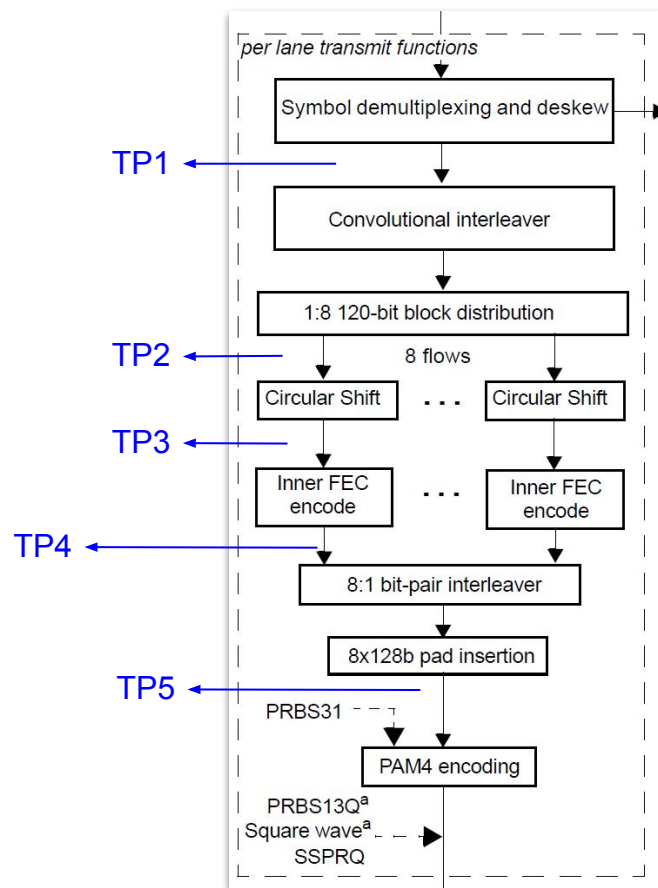 per lane transmit functions
Symbol demultiplexing and deskew
TP1
Convolutional interleaver
1:8 120-bit block distribution
TP2
8 flows
Circular Shift
. . .
Circular Shift
TP3
Inner FEC
encode
. . .
Inner FEC
encode
TP4
8:1 bit-pair interleaver
8x128b pad insertion
TP5
PRBS31
PAM4 encoding
PRBS13Qᵃ
Square waveᵃ
SSPRQ